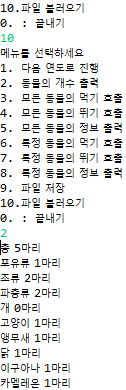 10.파일 불러오기
0. : 끝내기
10
메뉴를 선택하세요
1. 다음 연도로 진행
2. 동물의 개수 출력
3. 모든 동물의 먹기 호출
4. 모든 동물의 뛰기 호출
5. 모든 동물의 정보 출력
6. 특정 동물의 먹기 호출
7. 특정 동물의 뛰기 호출
8. 특정 동물의 정보 출력
9. 파일 저장
10.파일 불러오기
0. : 끝내기
2
총 5마리
포유류 1마리
조류 2마리
파충류 2마리
개 0마리
고양이 1마리
앵무새 1마리
닭 1마리
이구아나 1마리
카멜레온 1마리